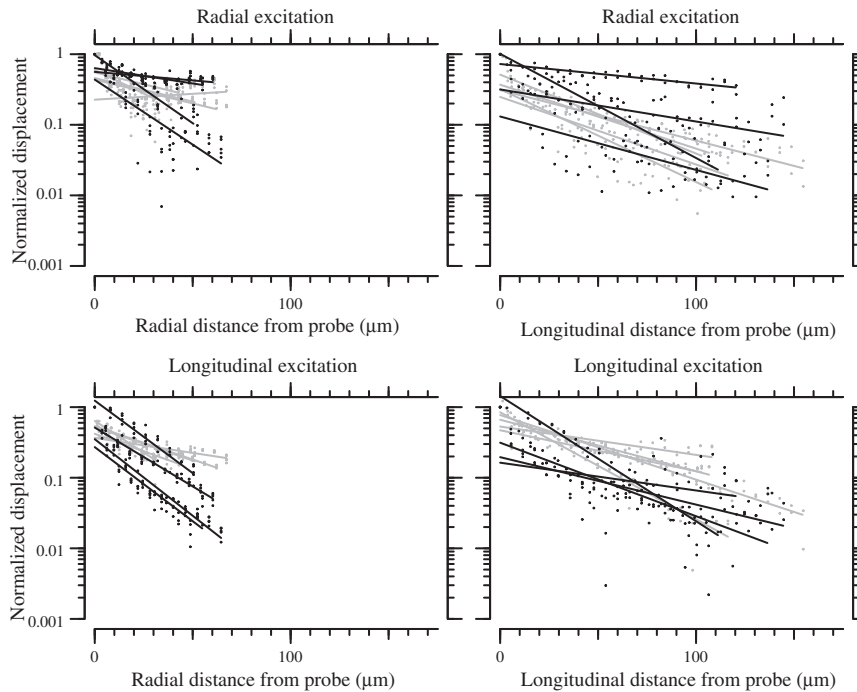 Radial excitation
Radial excitation
Normalized displacement
1
0.1
0.01
0.001
0
100
0
100
Radial distance from probe (μm)
Longitudinal distance from probe (μm)
Longitudinal excitation
Longitudinal excitation
Normalized displacement
1
0.1
0.01
0.001
0
100
0
100
Radial distance from probe (μm)
Longitudinal distance from probe (μm)